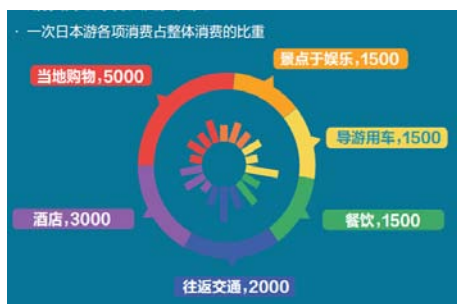 · 一次日本游各项消费占整体消费的比重
景点于娱乐,1500
当地购物,5000
导游用车,1500
酒店,3000
餐饮,1500
往返交通,2000